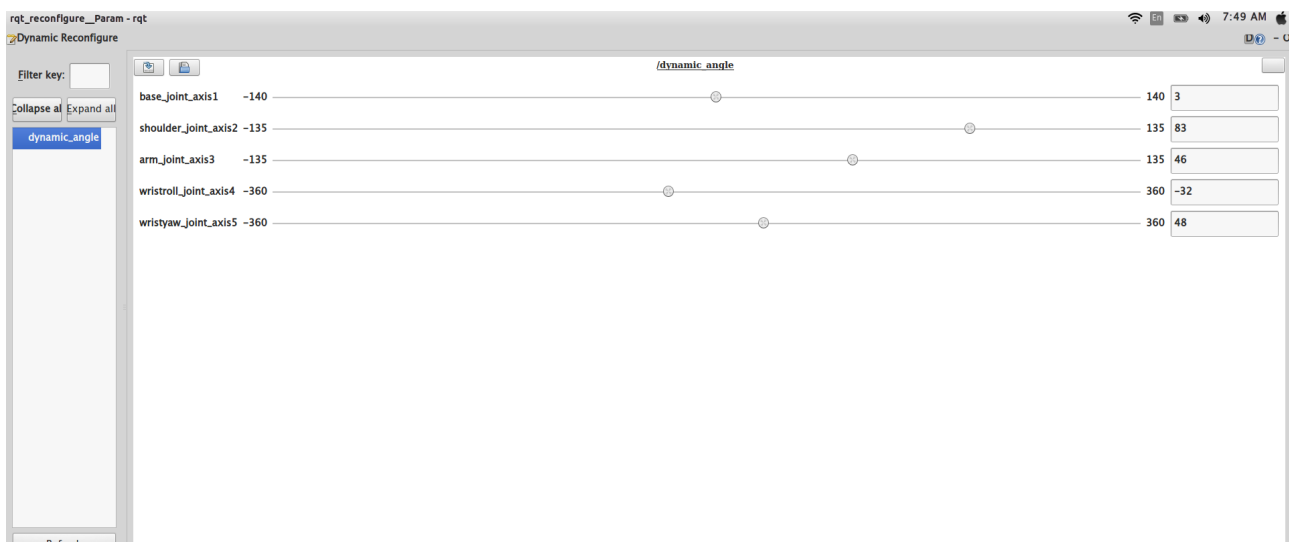 rqt_reconfigure__Param - rqt
En
7:49 AM
Dynamic Reconfigure
D
Filter key:
/dynamic_angle
Collapse al Expand all
dynamic_angle
base_joint_axis1 -140 140 3
shoulder_joint_axis2 -135 135 83
arm_joint_axis3 -135 135 46
wristroll_joint_axis4 -360 360 -32
wristyaw_joint_axis5 -360 360 48